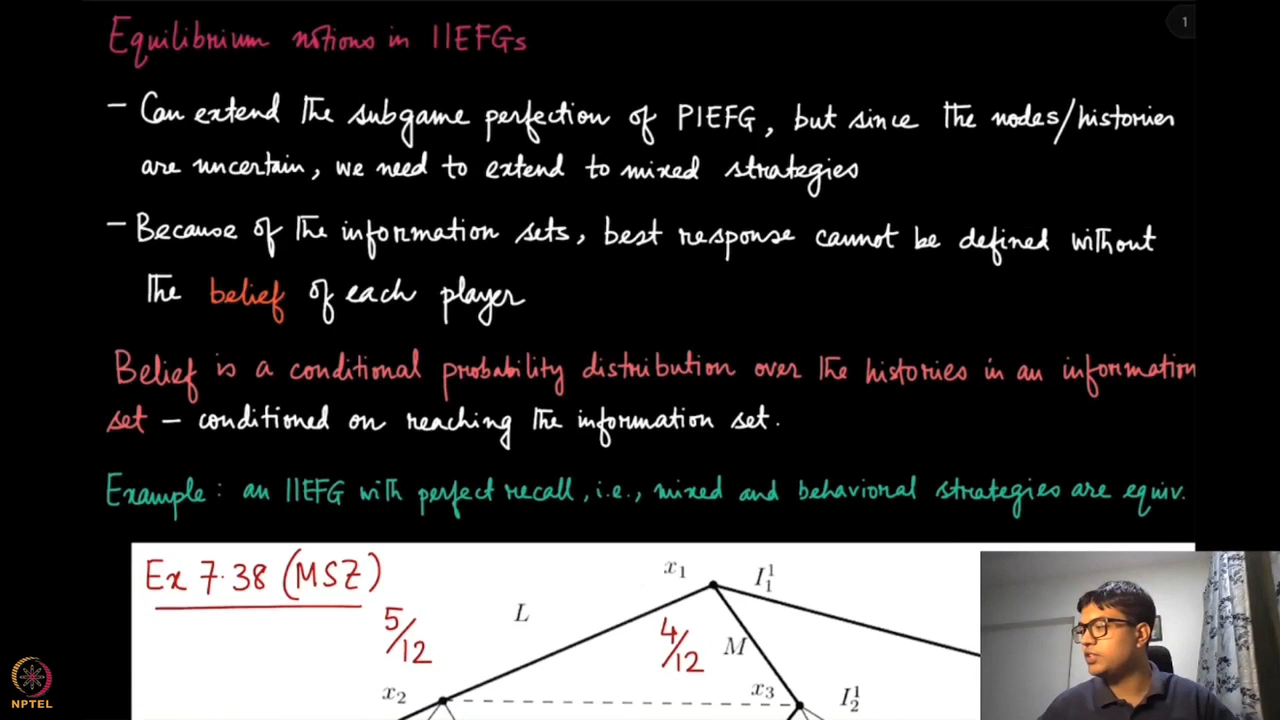 1
Equilibrium notions in IIEFGs
- Can extend the subgame perfection of PIEFG, but since the nodes/histories
are uncertain, we need to extend to mixed strategies
- Because of the information sets, best response cannot be defined without
the belief of each player
Belief is a conditional probability distribution over the histories in an information
set - conditioned on reaching the information set.
Example: an IIEFG with perfect recall, i.e., mixed and behavioral strategies are equiv.
Ex 7.38 (MSZ)
x1 I_1^1
5/12 L 4/12 M
x2 x3 I_2^1
NPTEL